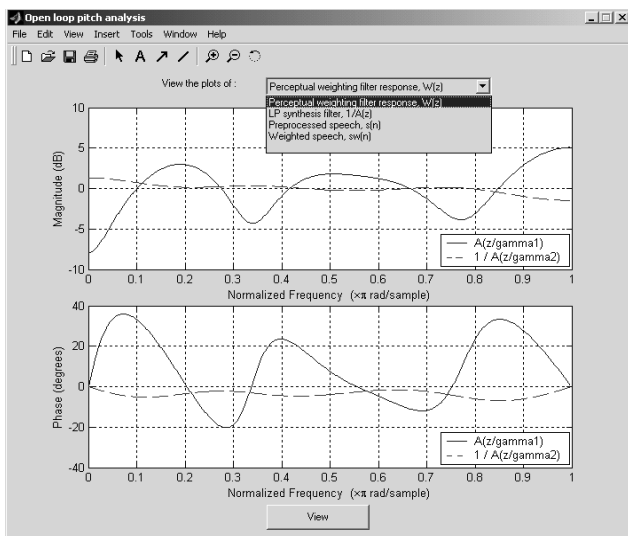 Open loop pitch analysis
File Edit View Insert Tools Window Help
View the plots of :
Perceptual weighting filter response, W(z)
Perceptual weighting filter response, W(z)
LP synthesis filter, 1/A(z)
Preprocessed speech, s(n)
Weighted speech, sw(n)
10
5
0
-5
-10
Magnitude (dB)
A(z/gamma1)
1 / A(z/gamma2)
0 0.1 0.2 0.3 0.4 0.5 0.6 0.7 0.8 0.9 1
Normalized Frequency (×π rad/sample)
40
20
0
-20
-40
Phase (degrees)
A(z/gamma1)
1 / A(z/gamma2)
0 0.1 0.2 0.3 0.4 0.5 0.6 0.7 0.8 0.9 1
Normalized Frequency (×π rad/sample)
View